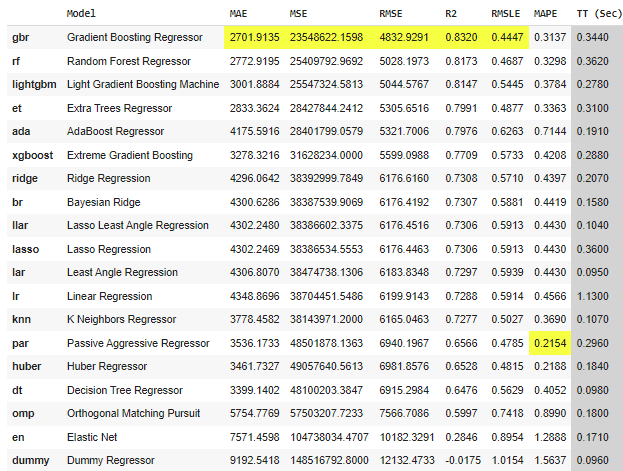 Model MAE MSE RMSE R2 RMSLE MAPE TT (Sec)
gbr Gradient Boosting Regressor 2701.9135 23548622.1598 4832.9291 0.8320 0.4447 0.3137 0.3440
rf Random Forest Regressor 2772.9195 25409792.9692 5028.1973 0.8173 0.4687 0.3298 0.3620
lightgbm Light Gradient Boosting Machine 3001.8884 25547324.5813 5044.5767 0.8147 0.5445 0.3784 0.2780
et Extra Trees Regressor 2833.3624 28427844.2412 5305.6516 0.7991 0.4877 0.3363 0.3100
ada AdaBoost Regressor 4175.5916 28401799.0579 5321.7006 0.7976 0.6263 0.7144 0.1910
xgboost Extreme Gradient Boosting 3278.3216 31628234.0000 5599.0988 0.7709 0.5733 0.4208 0.2880
ridge Ridge Regression 4296.0642 38392999.7849 6176.6160 0.7308 0.5710 0.4397 0.2070
br Bayesian Ridge 4300.6286 38387539.9069 6176.4192 0.7307 0.5881 0.4419 0.1580
llar Lasso Least Angle Regression 4302.2480 38386602.3375 6176.4516 0.7306 0.5913 0.4430 0.1040
lasso Lasso Regression 4302.2469 38386534.5553 6176.4463 0.7306 0.5913 0.4430 0.3600
lar Least Angle Regression 4306.8070 38474738.1306 6183.8348 0.7297 0.5939 0.4430 0.0950
lr Linear Regression 4348.8696 38704451.5486 6199.9143 0.7288 0.5914 0.4566 1.1300
knn K Neighbors Regressor 3778.4582 38143971.2000 6165.0463 0.7277 0.5027 0.3690 0.1070
par Passive Aggressive Regressor 3536.1733 48501878.1363 6940.1967 0.6566 0.4785 0.2154 0.2960
huber Huber Regressor 3461.7327 49057640.5613 6981.8576 0.6528 0.4815 0.2188 0.1840
dt Decision Tree Regressor 3399.1402 48100203.3847 6915.2984 0.6476 0.5629 0.4052 0.0980
omp Orthogonal Matching Pursuit 5754.7769 57503207.7233 7566.7086 0.5997 0.7418 0.8990 0.1800
en Elastic Net 7571.4598 104738034.4707 10182.3291 0.2846 0.8954 1.2888 0.1710
dummy Dummy Regressor 9192.5418 148516792.8000 12132.4733 -0.0175 1.0154 1.5637 0.0960